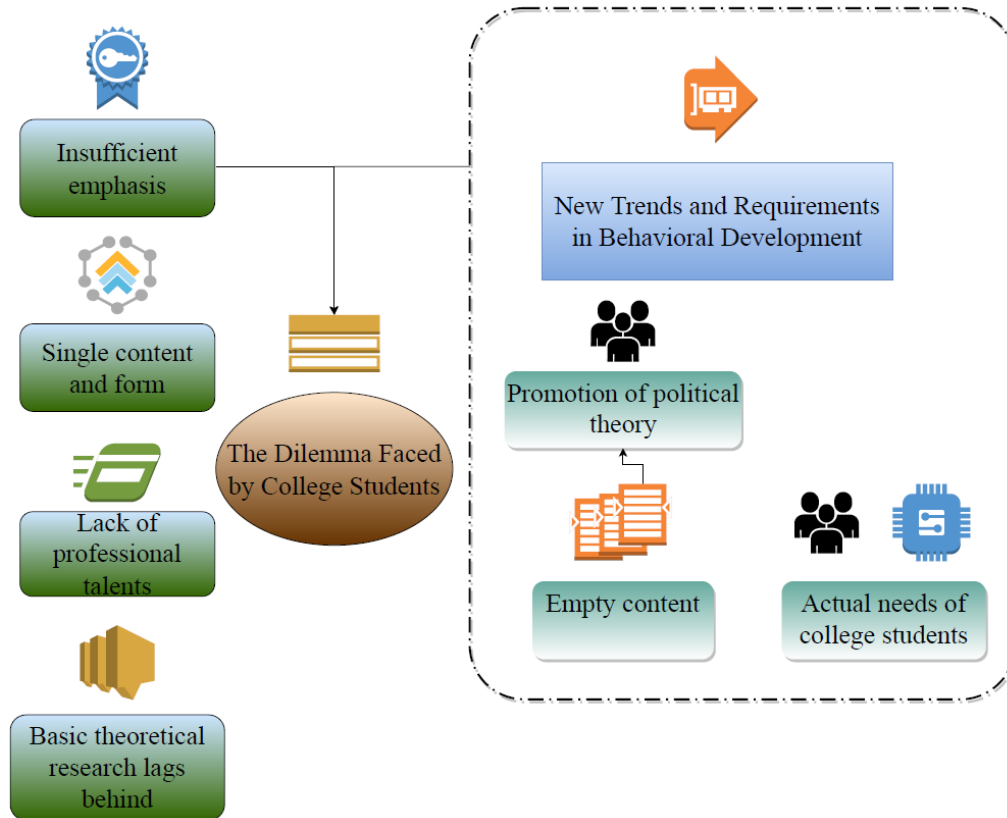 Insufficient
emphasis
Single content
and form
Lack of
professional
talents
Basic theoretical
research lags
behind
The Dilemma Faced
by College Students
New Trends and Requirements
in Behavioral Development
Promotion of political
theory
Empty content
Actual needs of
college students